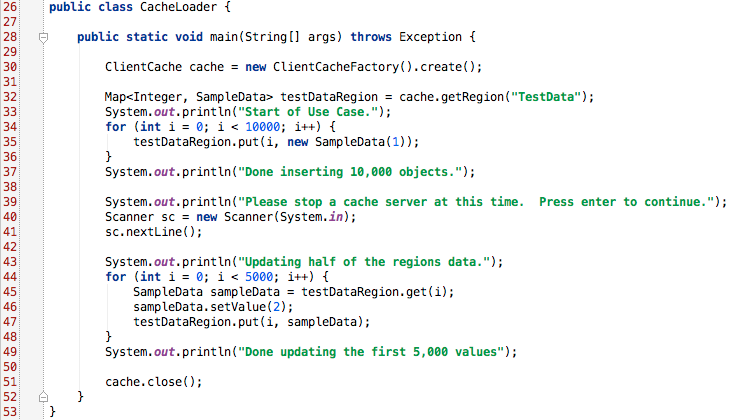 26 public class CacheLoader {
27
28 public static void main(String[] args) throws Exception {
29
30 ClientCache cache = new ClientCacheFactory().create();
31
32 Map<Integer, SampleData> testDataRegion = cache.getRegion("TestData");
33 System.out.println("Start of Use Case.");
34 for (int i = 0; i < 10000; i++) {
35 testDataRegion.put(i, new SampleData(1));
36 }
37 System.out.println("Done inserting 10,000 objects.");
38
39 System.out.println("Please stop a cache server at this time.  Press enter to continue.");
40 Scanner sc = new Scanner(System.in);
41 sc.nextLine();
42
43 System.out.println("Updating half of the regions data.");
44 for (int i = 0; i < 5000; i++) {
45 SampleData sampleData = testDataRegion.get(i);
46 sampleData.setValue(2);
47 testDataRegion.put(i, sampleData);
48 }
49 System.out.println("Done updating the first 5,000 values");
50
51 cache.close();
52 }
53 }